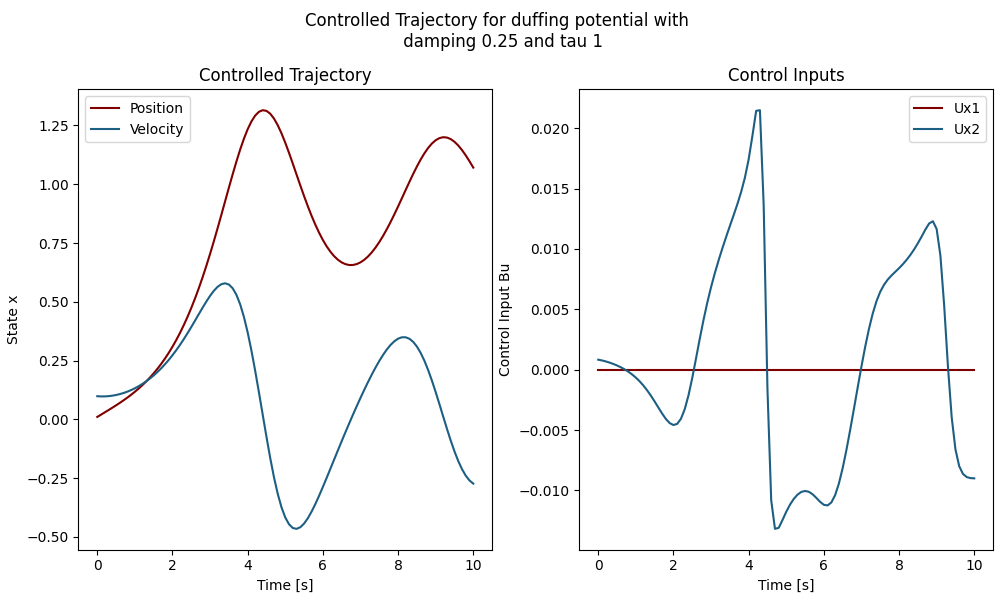 Controlled Trajectory for duffing potential with
damping 0.25 and tau 1
Controlled Trajectory
Position
Velocity
1.25
1.00
0.75
0.50
0.25
0.00
−0.25
−0.50
State x
0
2
4
6
8
10
Time [s]
Control Inputs
Ux1
Ux2
0.020
0.015
0.010
0.005
0.000
−0.005
−0.010
Control Input Bu
0
2
4
6
8
10
Time [s]